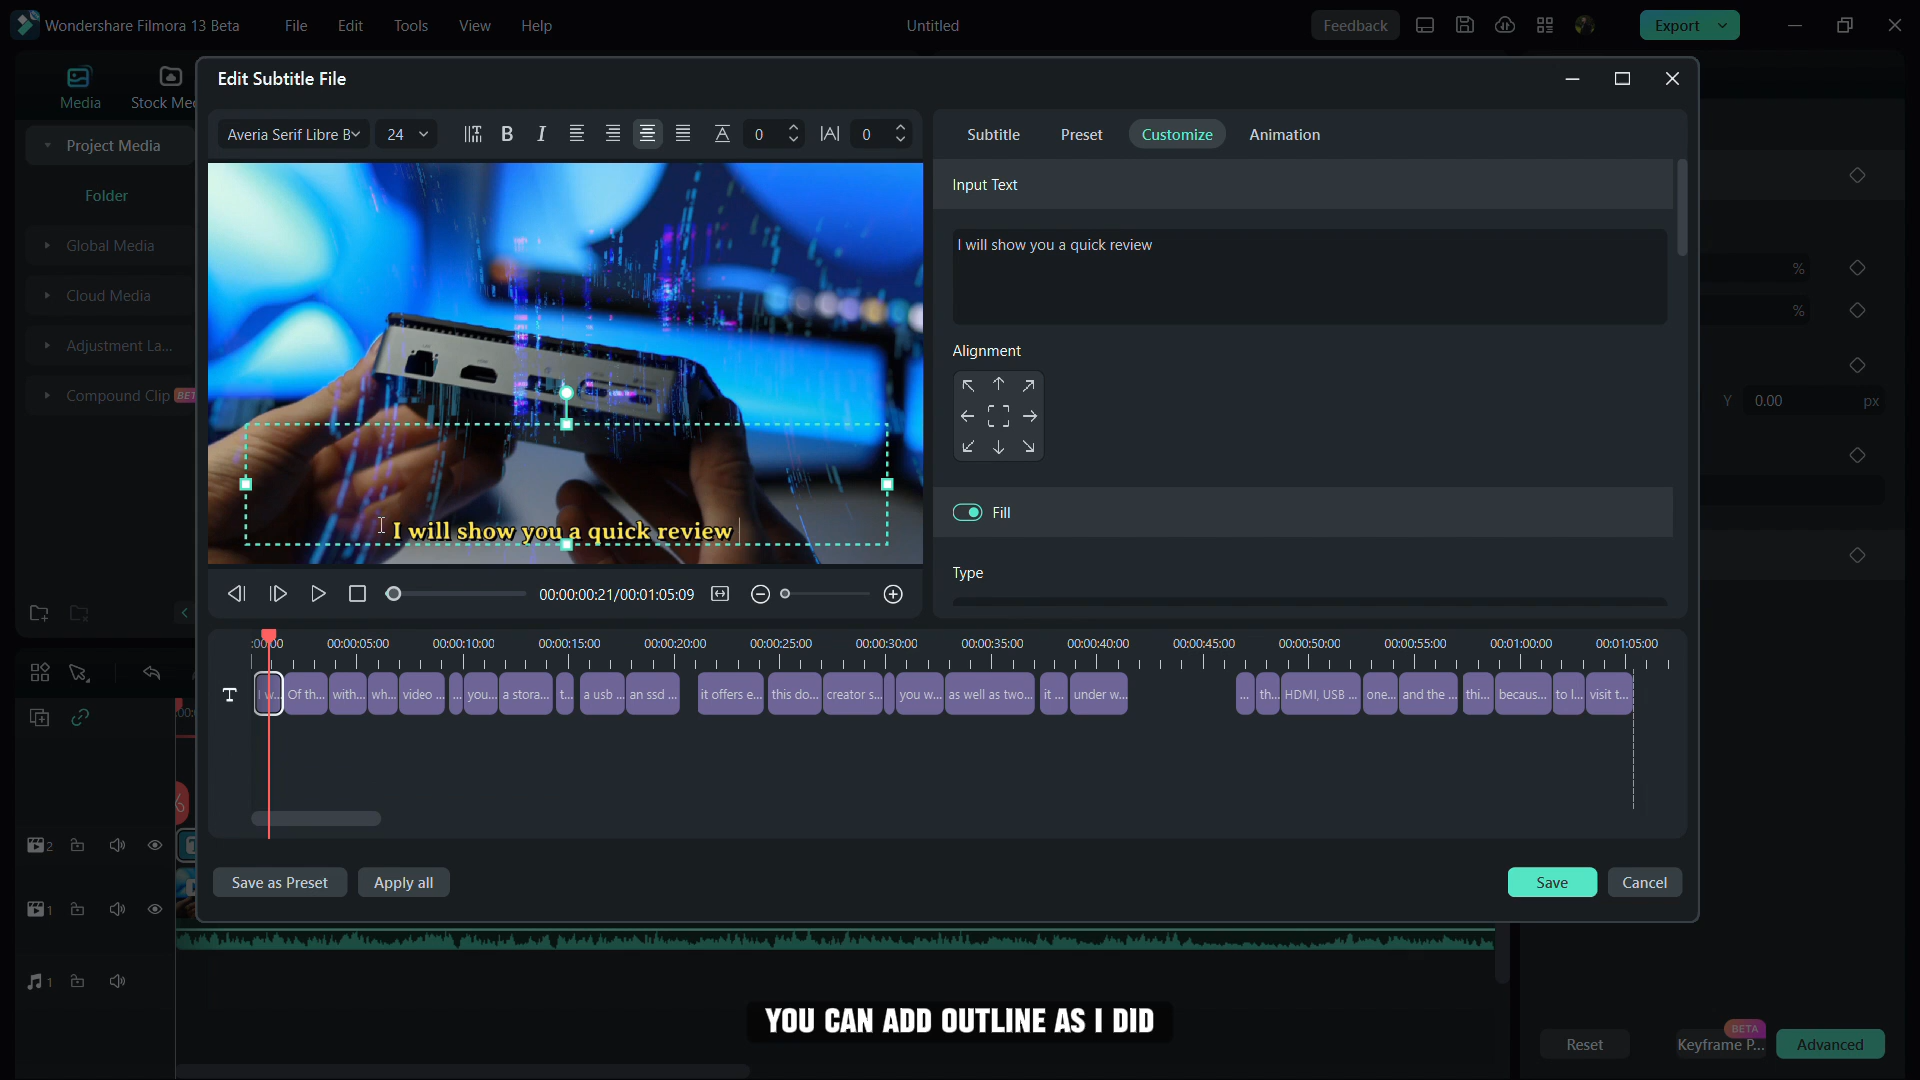 Wondershare Filmora 13 Beta
File
Edit
Tools
View
Help
Untitled
Feedback
Export
Media
Stock Mec
Project Media
Folder
Global Media
Cloud Media
Adjustment La...
Compound Clip
Edit Subtitle File
Averia Serif Libre B
24
B
I
0
0
Subtitle
Preset
Customize
Animation
Input Text
I will show you a quick review
Alignment
Fill
Type
I will show you a quick review
00:00:00:21/00:01:05:09
%
%
Y
0.00
px
00:00:05:00
00:00:10:00
00:00:15:00
00:00:20:00
00:00:25:00
00:00:30:00
00:00:35:00
00:00:40:00
00:00:45:00
00:00:50:00
00:00:55:00
00:01:00:00
00:01:05:00
T
I w...
Of th...
with...
wh...
video ...
...
you...
a stora...
t...
a usb ...
an ssd ...
it offers e...
this do...
creator s...
you w...
as well as two...
it ...
under w...
...
th...
HDMI, USB ...
one...
and the ...
thi...
becaus...
to l...
visit t...
Save as Preset
Apply all
Save
Cancel
2
1
1
YOU CAN ADD OUTLINE AS I DID
Reset
BETA
Keyframe P...
Advanced